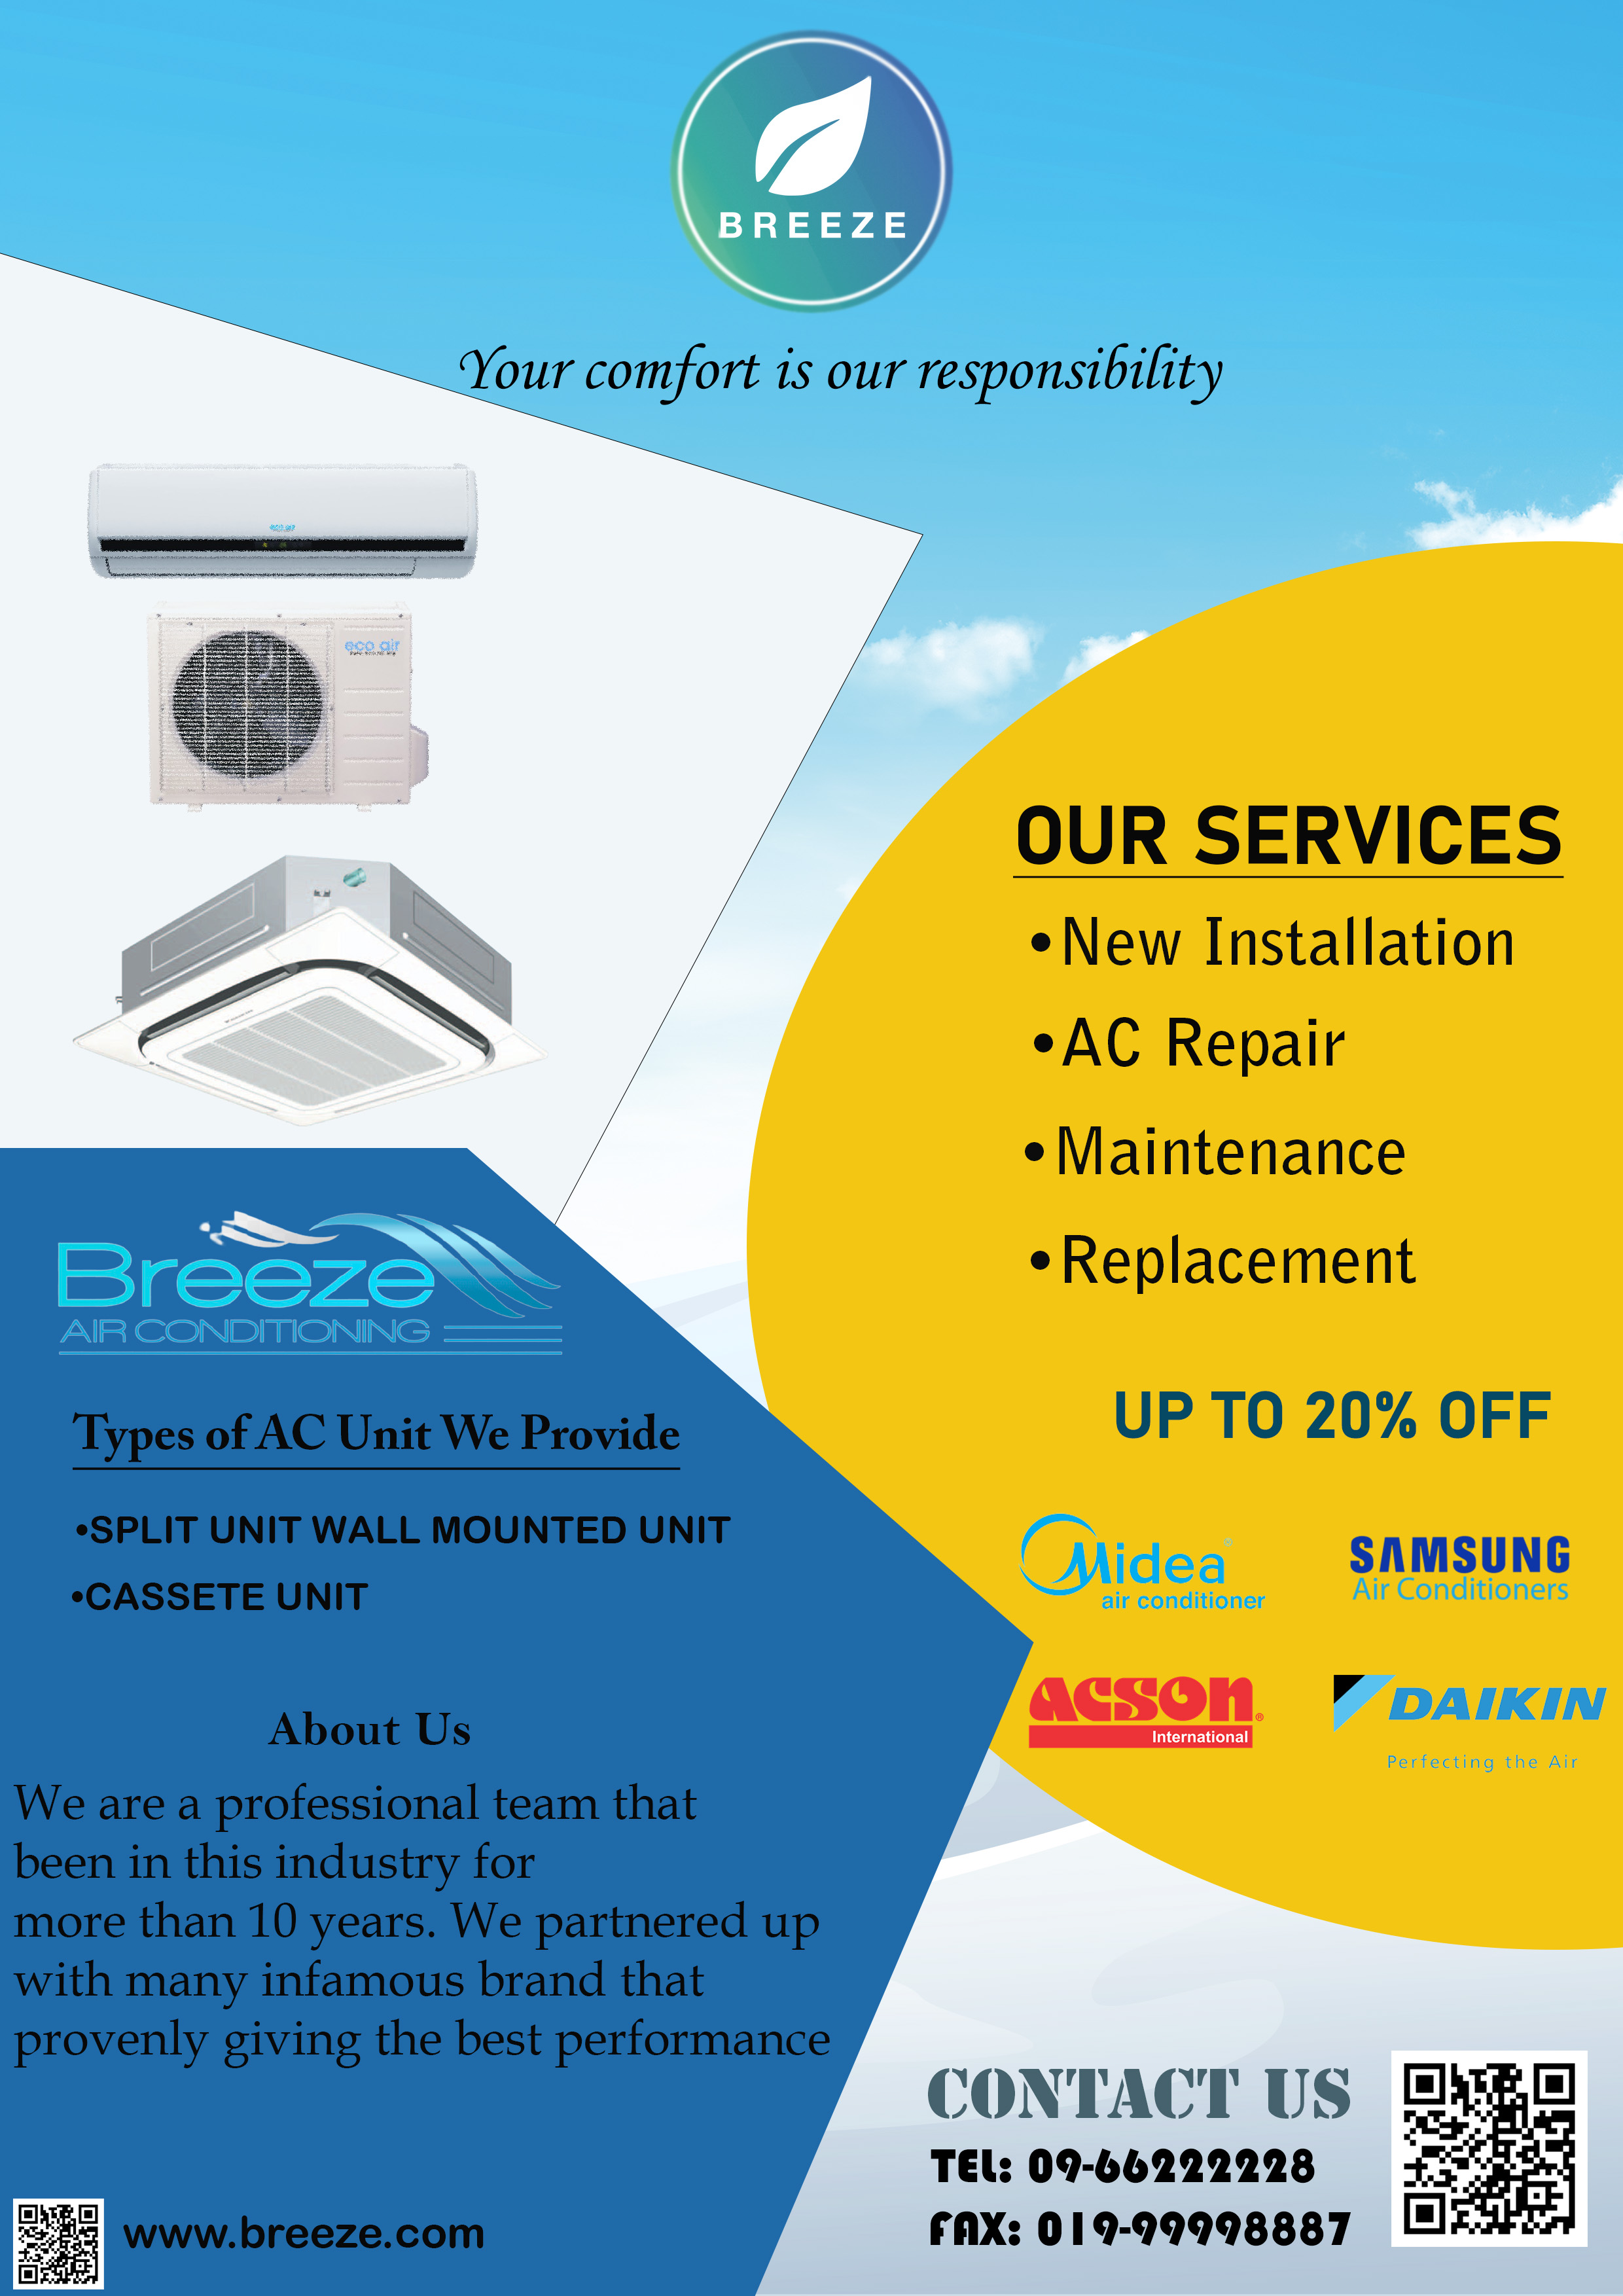 BREEZE
Your comfort is our responsibility
eco air
eco air
OUR SERVICES
•New Installation
•AC Repair
•Maintenance
•Replacement
UP TO 20% OFF
Midea®
air conditioner
SAMSUNG
Air Conditioners
ACSON®
International
DAIKIN
Perfecting the Air
Breeze
AIR CONDITIONING
Types of AC Unit We Provide
•SPLIT UNIT WALL MOUNTED UNIT
•CASSETE UNIT
About Us
We are a professional team that
been in this industry for
more than 10 years. We partnered up
with many infamous brand that
provenly giving the best performance
www.breeze.com
CONTACT US
TEL: 09-66222228
FAX: 019-99998887